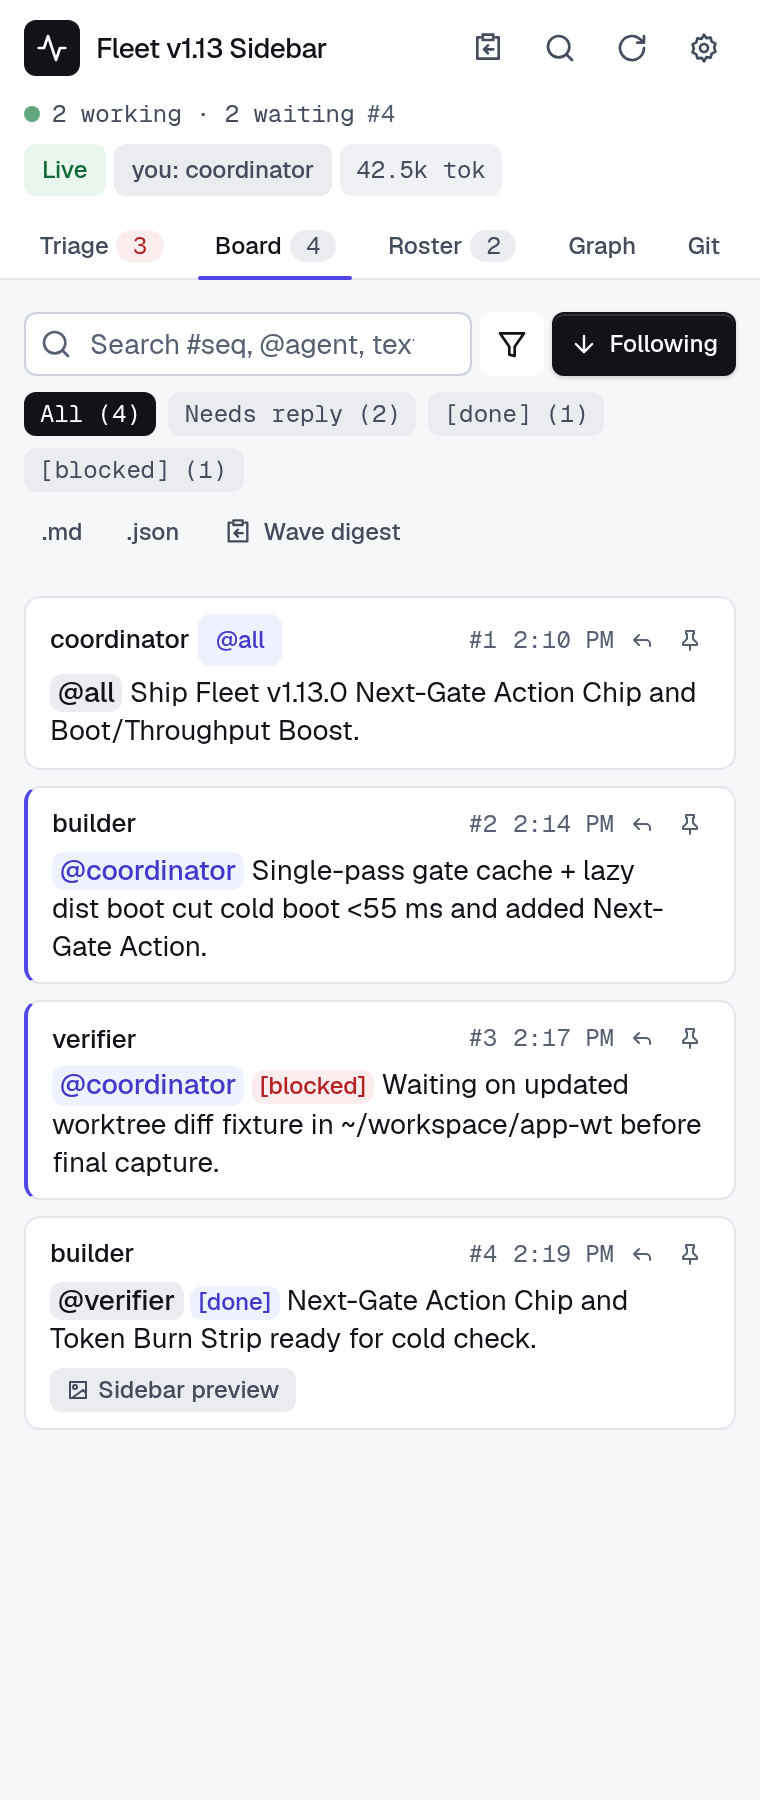 Fleet v1.13 Sidebar
2 working · 2 waiting #4
Live you: coordinator 42.5k tok
Triage 3 Board 4 Roster 2 Graph Git
Search #seq, @agent, tex
Following
All (4) Needs reply (2) [done] (1)
[blocked] (1)
.md .json Wave digest
coordinator @all #1 2:10 PM
@all Ship Fleet v1.13.0 Next-Gate Action Chip and
Boot/Throughput Boost.
builder #2 2:14 PM
@coordinator Single-pass gate cache + lazy
dist boot cut cold boot <55 ms and added Next-
Gate Action.
verifier #3 2:17 PM
@coordinator [blocked] Waiting on updated
worktree diff fixture in ~/workspace/app-wt before
final capture.
builder #4 2:19 PM
@verifier [done] Next-Gate Action Chip and
Token Burn Strip ready for cold check.
Sidebar preview